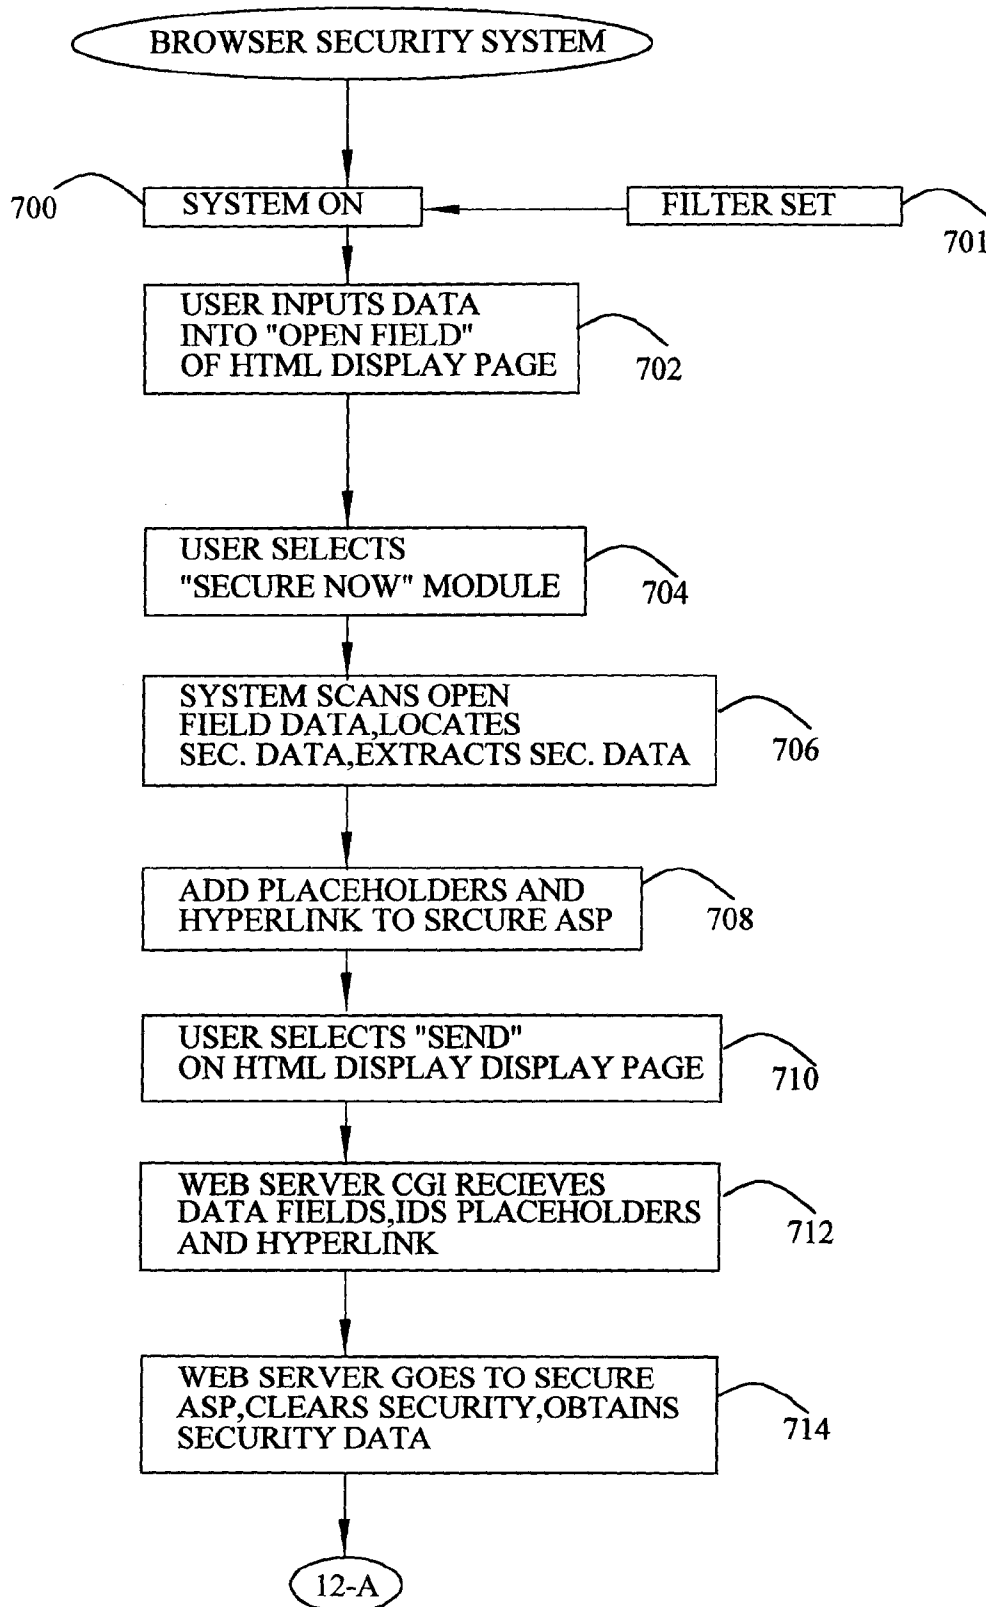 BROWSER SECURITY SYSTEM
700
SYSTEM ON
FILTER SET
701
USER INPUTS DATA
INTO "OPEN FIELD"
OF HTML DISPLAY PAGE
702
USER SELECTS
"SECURE NOW" MODULE
704
SYSTEM SCANS OPEN
FIELD DATA,LOCATES
SEC. DATA,EXTRACTS SEC. DATA
706
ADD PLACEHOLDERS AND
HYPERLINK TO SRCURE ASP
708
USER SELECTS "SEND"
ON HTML DISPLAY DISPLAY PAGE
710
WEB SERVER CGI RECIEVES
DATA FIELDS,IDS PLACEHOLDERS
AND HYPERLINK
712
WEB SERVER GOES TO SECURE
ASP,CLEARS SECURITY,OBTAINS
SECURITY DATA
714
12-A